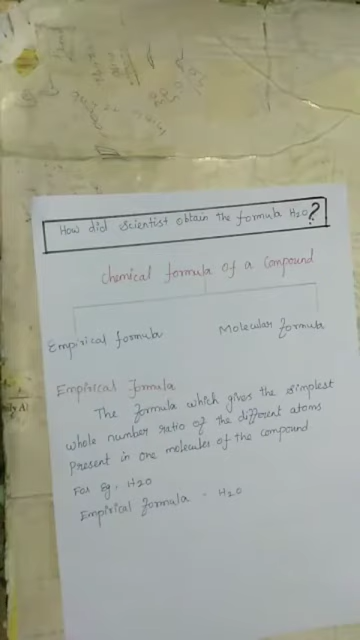 How did scientist obtain the formula H2O?
Chemical formula of a Compound
Empirical formula
Molecular formula
Empirical formula
The formula which gives the simplest
whole number ratio of the different atoms
Present in one molecules of the compound
For Eg. H2O
Empirical formula - H2O